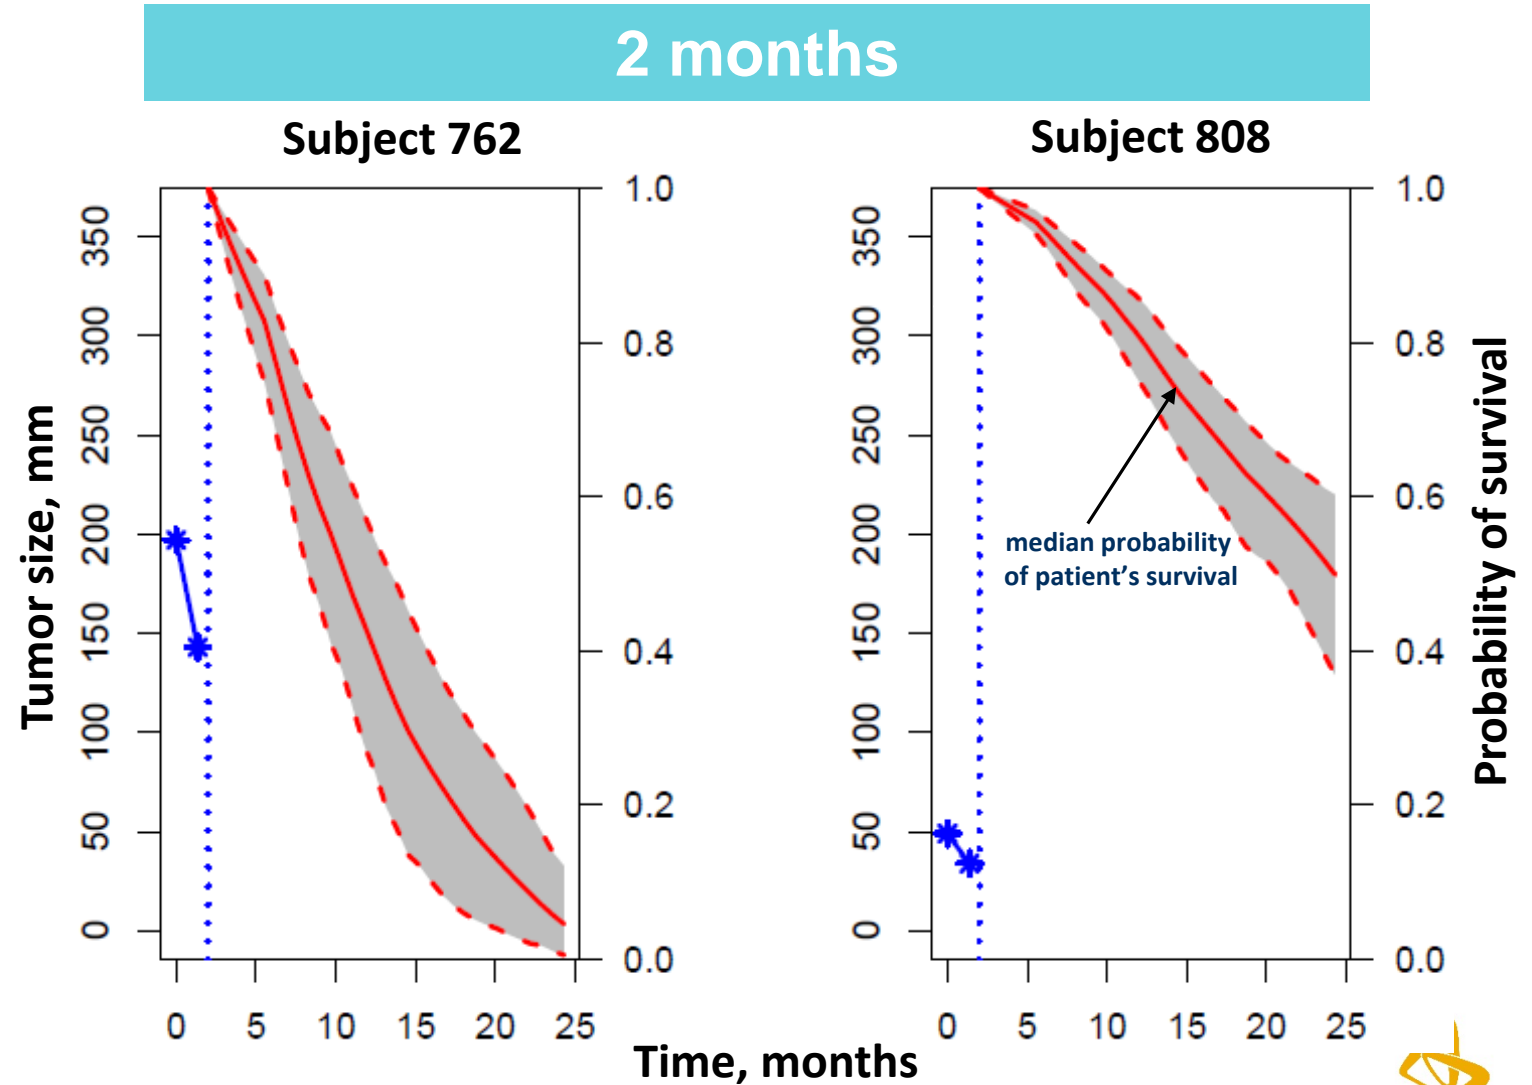 2 months
Subject 762
Subject 808
Tumor size, mm
350
300
250
200
150
100
50
0
1.0
0.8
0.6
0.4
0.2
0.0
0 5 10 15 20 25
350
300
250
200
150
100
50
0
median probability
of patient's survival
1.0
0.8
0.6
0.4
0.2
0.0
0 5 10 15 20 25
Probability of survival
Time, months